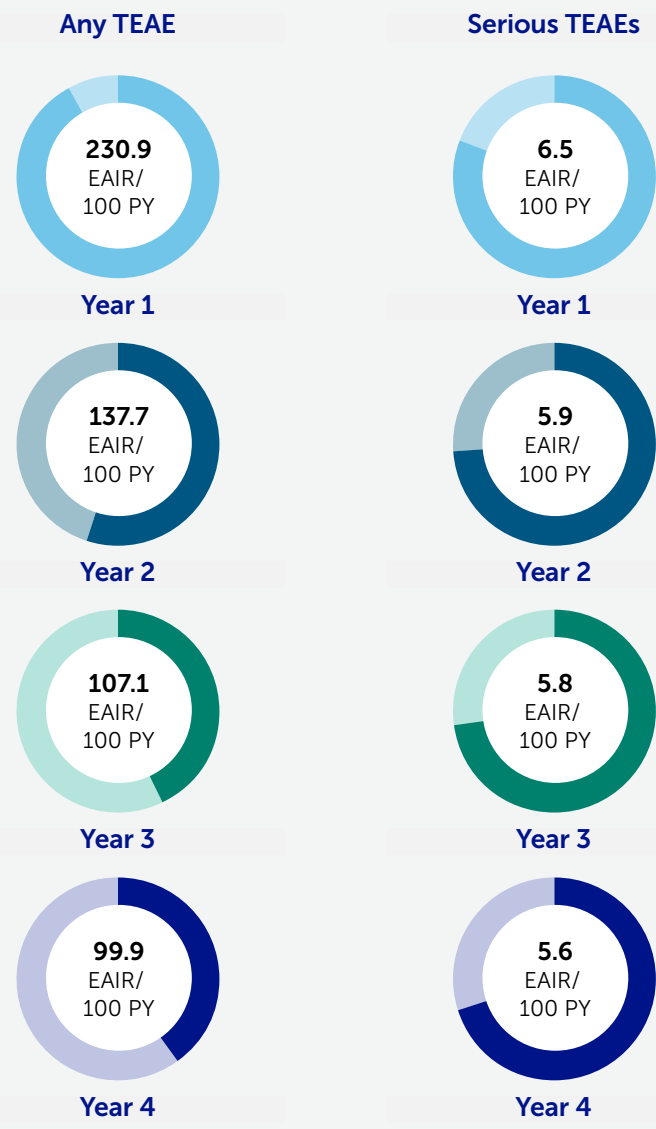 Any TEAE
Serious TEAEs
230.9
EAIR/
100 PY
6.5
EAIR/
100 PY
Year 1
Year 1
137.7
EAIR/
100 PY
5.9
EAIR/
100 PY
Year 2
Year 2
107.1
EAIR/
100 PY
5.8
EAIR/
100 PY
Year 3
Year 3
99.9
EAIR/
100 PY
5.6
EAIR/
100 PY
Year 4
Year 4